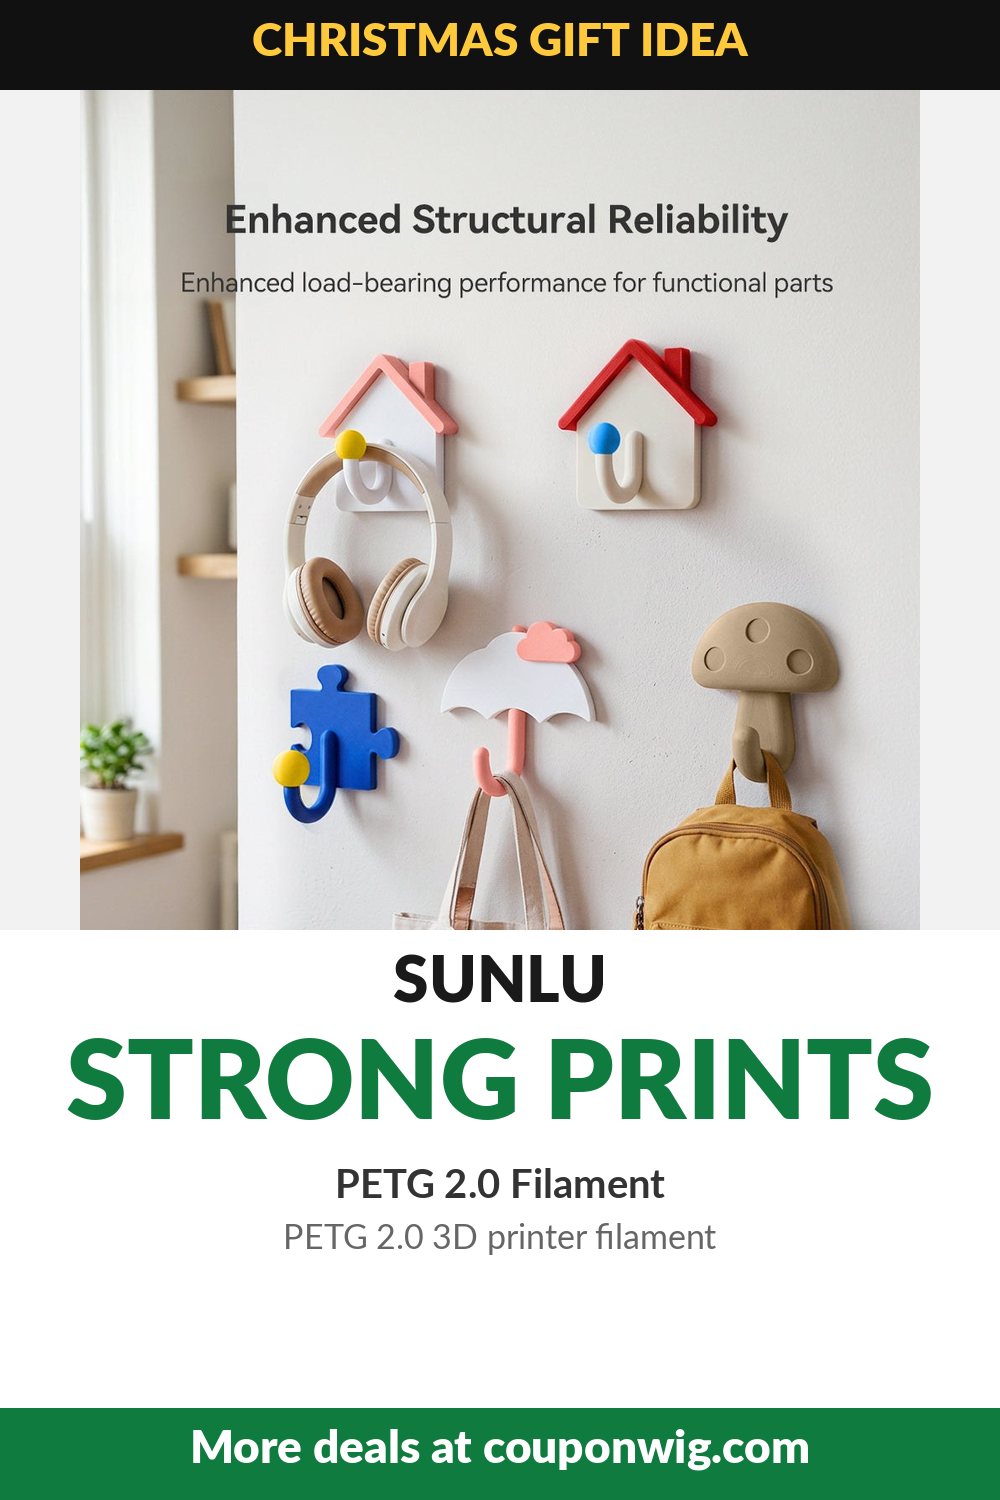 CHRISTMAS GIFT IDEA
Enhanced Structural Reliability
Enhanced load-bearing performance for functional parts
SUNLU
STRONG PRINTS
PETG 2.0 Filament
PETG 2.0 3D printer filament
More deals at couponwig.com